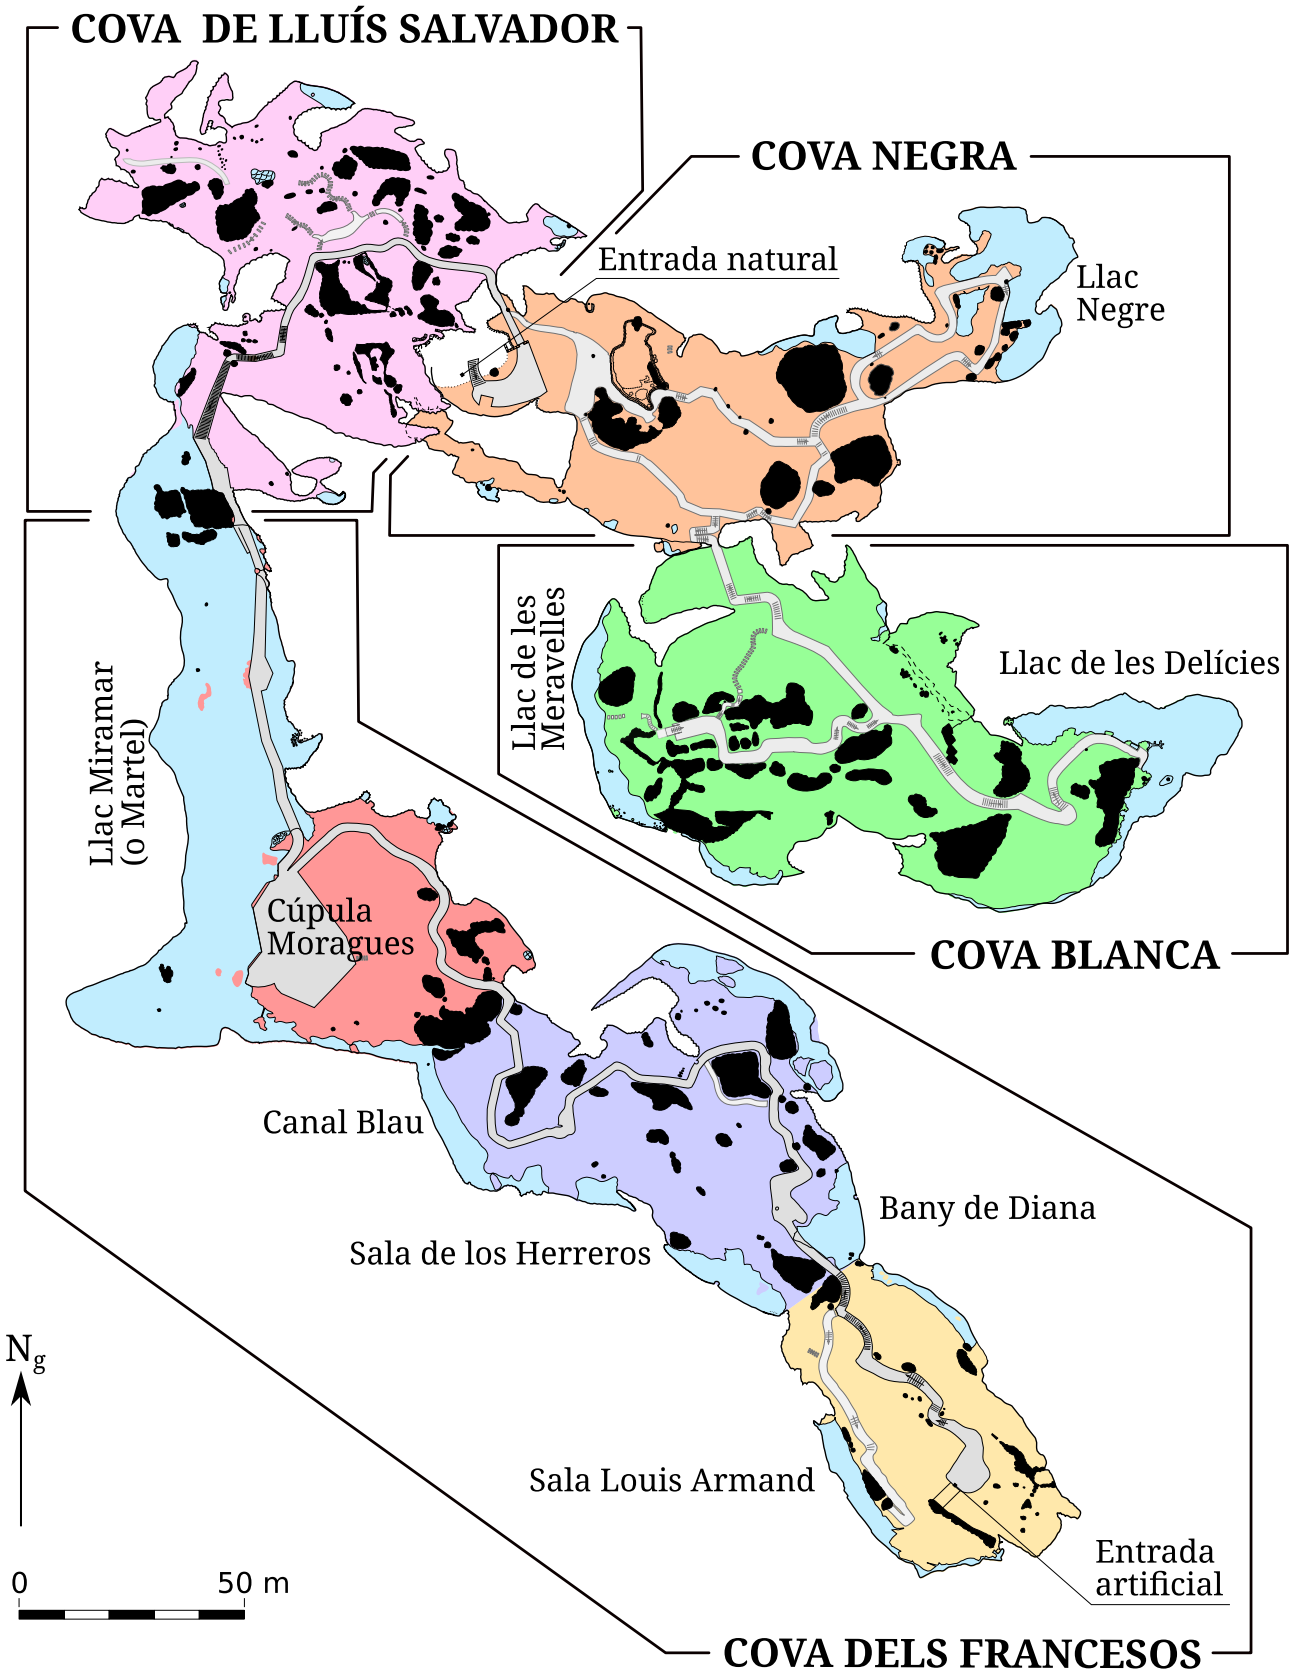 COVA DE LLUÍS SALVADOR
COVA NEGRA
Entrada natural
Llac
Negre
Llac de les
Meravelles
Llac de les Delícies
Llac Miramar
(o Martel)
Cúpula
Moragues
COVA BLANCA
Canal Blau
Bany de Diana
Sala de los Herreros
Ng
Sala Louis Armand
Entrada
artificial
0 50 m
COVA DELS FRANCESOS